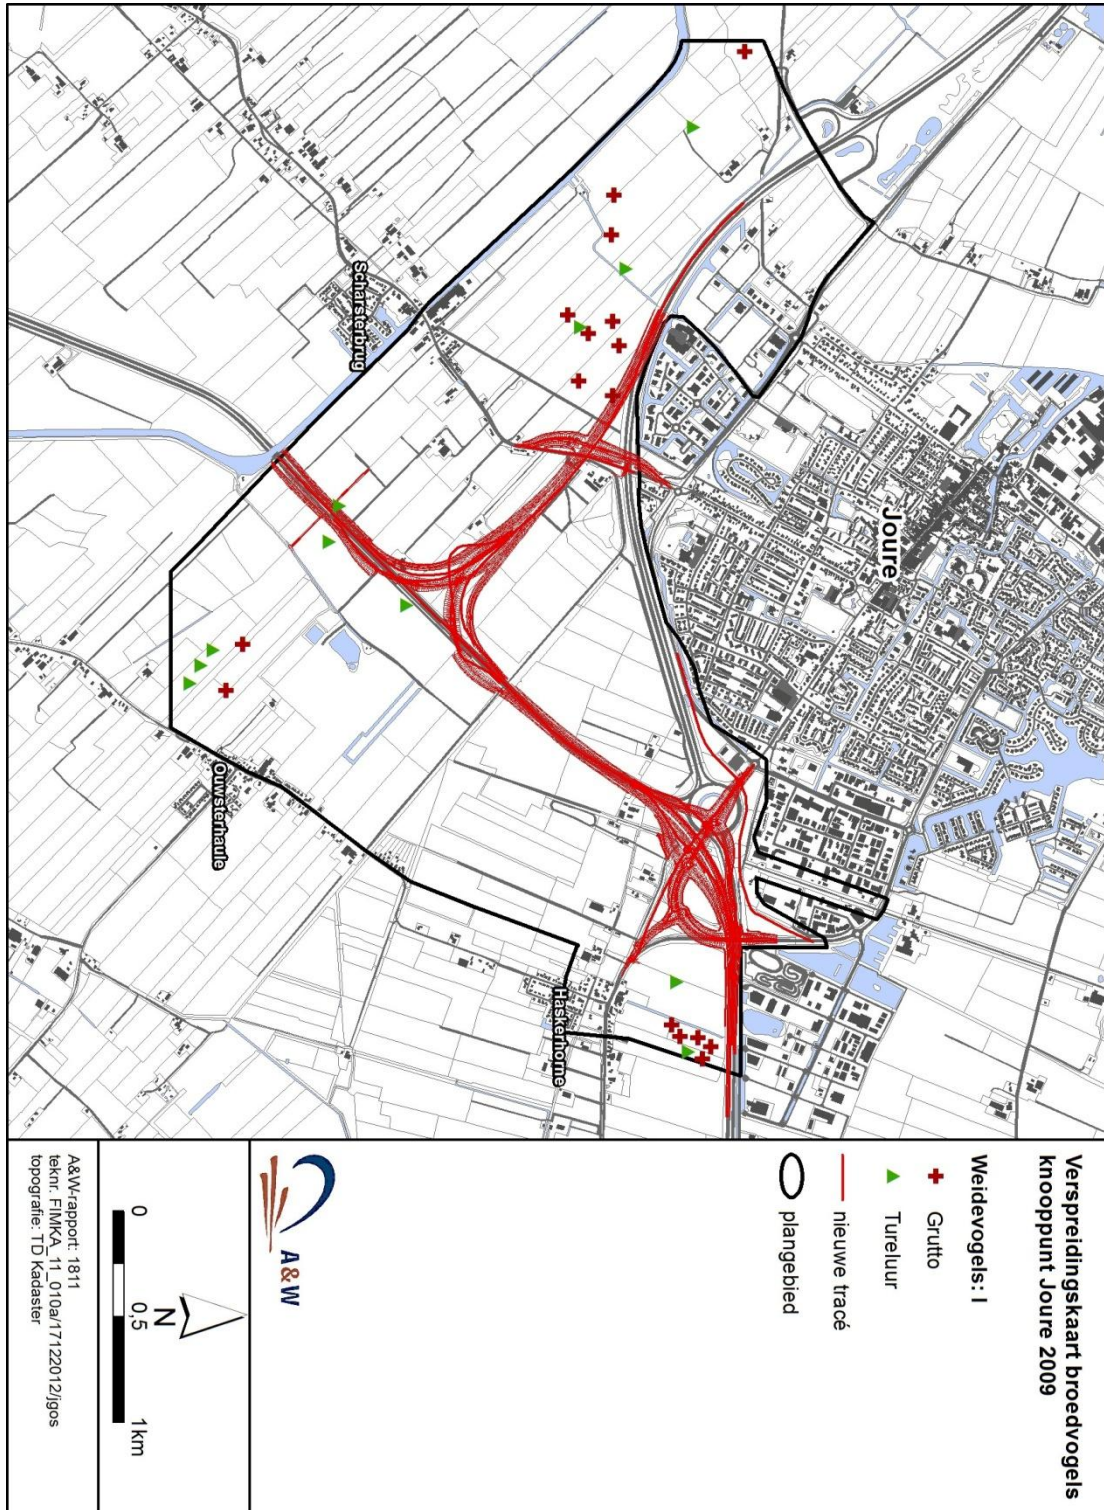 Verspreidingskaart broedvogels
knooppunt Joure 2009
Weidevogels: I
Grutto
Tureluur
nieuwe tracé
plangebied
A&W
N
0
0,5
1km
A&W-rapport: 1811
teknr. FIMKA_11_010a/17122012/jgos
topografie: TD Kadaster
Joure
Scharsterbrug
Haskerhorne
Ouwsterhaule